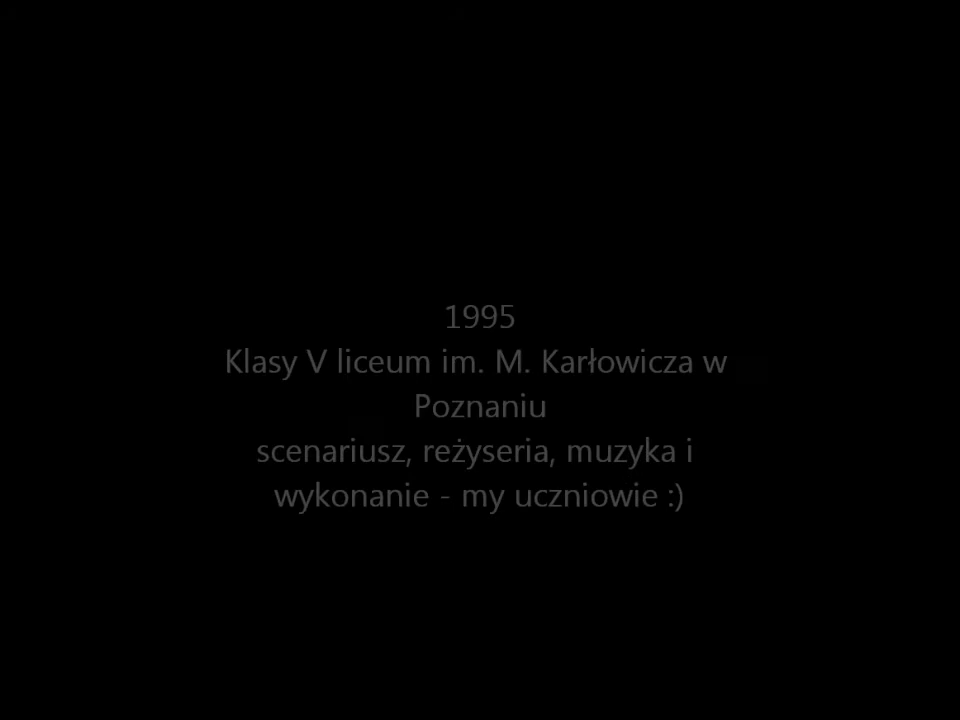 1995
Klasy V liceum im. M. Karłowicza w
Poznaniu
scenariusz, reżyseria, muzyka i
wykonanie - my uczniowie :)